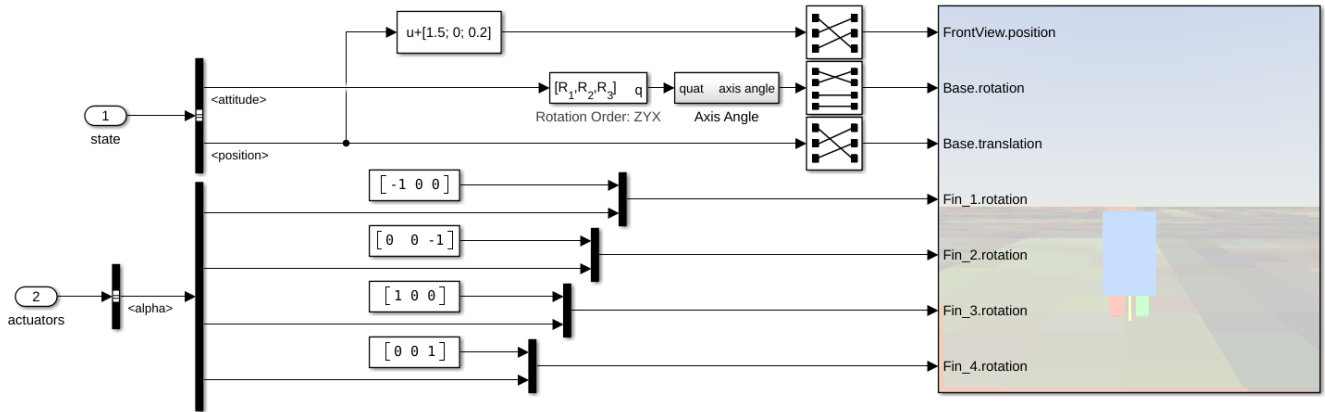 u+[1.5; 0; 0.2]
FrontView.position
<attitude>
[R1,R2,R3] q
quat axis angle
Base.rotation
Rotation Order: ZYX
Axis Angle
1
state
<position>
Base.translation
[-1 0 0]
Fin_1.rotation
[0 0 -1]
Fin_2.rotation
2
actuators
<alpha>
[1 0 0]
Fin_3.rotation
[0 0 1]
Fin_4.rotation